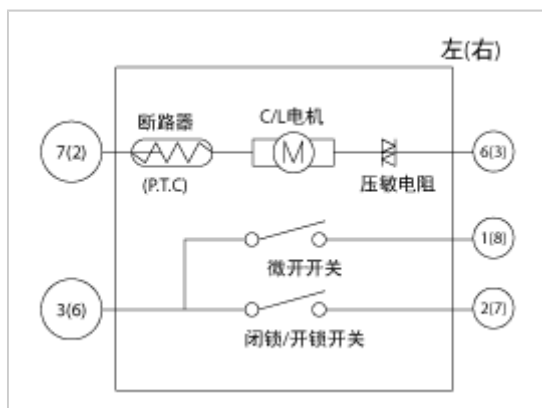 左(右)
断路器
C/L电机
7(2)
M
6(3)
(P.T.C)
压敏电阻
1(8)
微开开关
3(6)
2(7)
闭锁/开锁开关